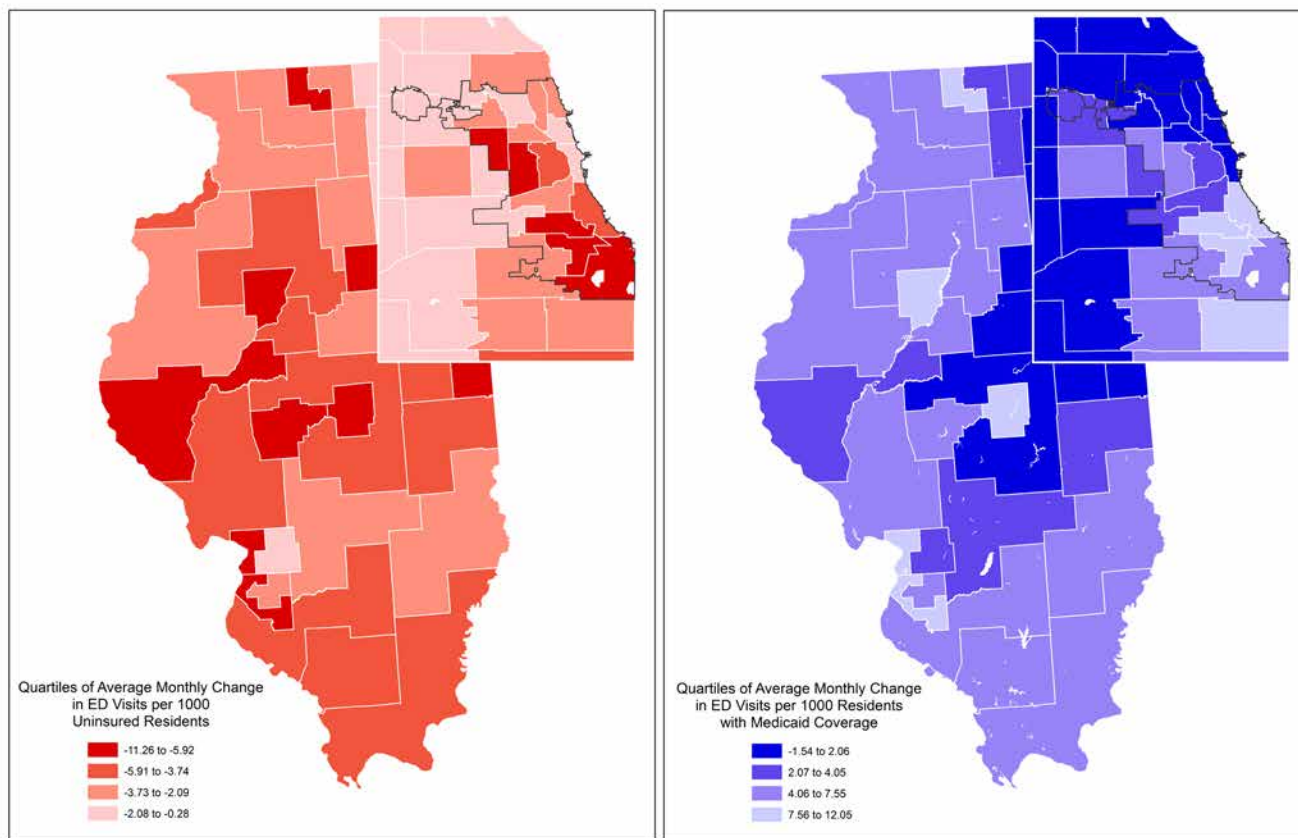 Quartiles of Average Monthly Change
in ED Visits per 1000
Uninsured Residents
-11.26 to -5.92
-5.91 to -3.74
-3.73 to -2.09
-2.08 to -0.28
Quartiles of Average Monthly Change
in ED Visits per 1000 Residents
with Medicaid Coverage
-1.54 to 2.06
2.07 to 4.05
4.06 to 7.55
7.56 to 12.05